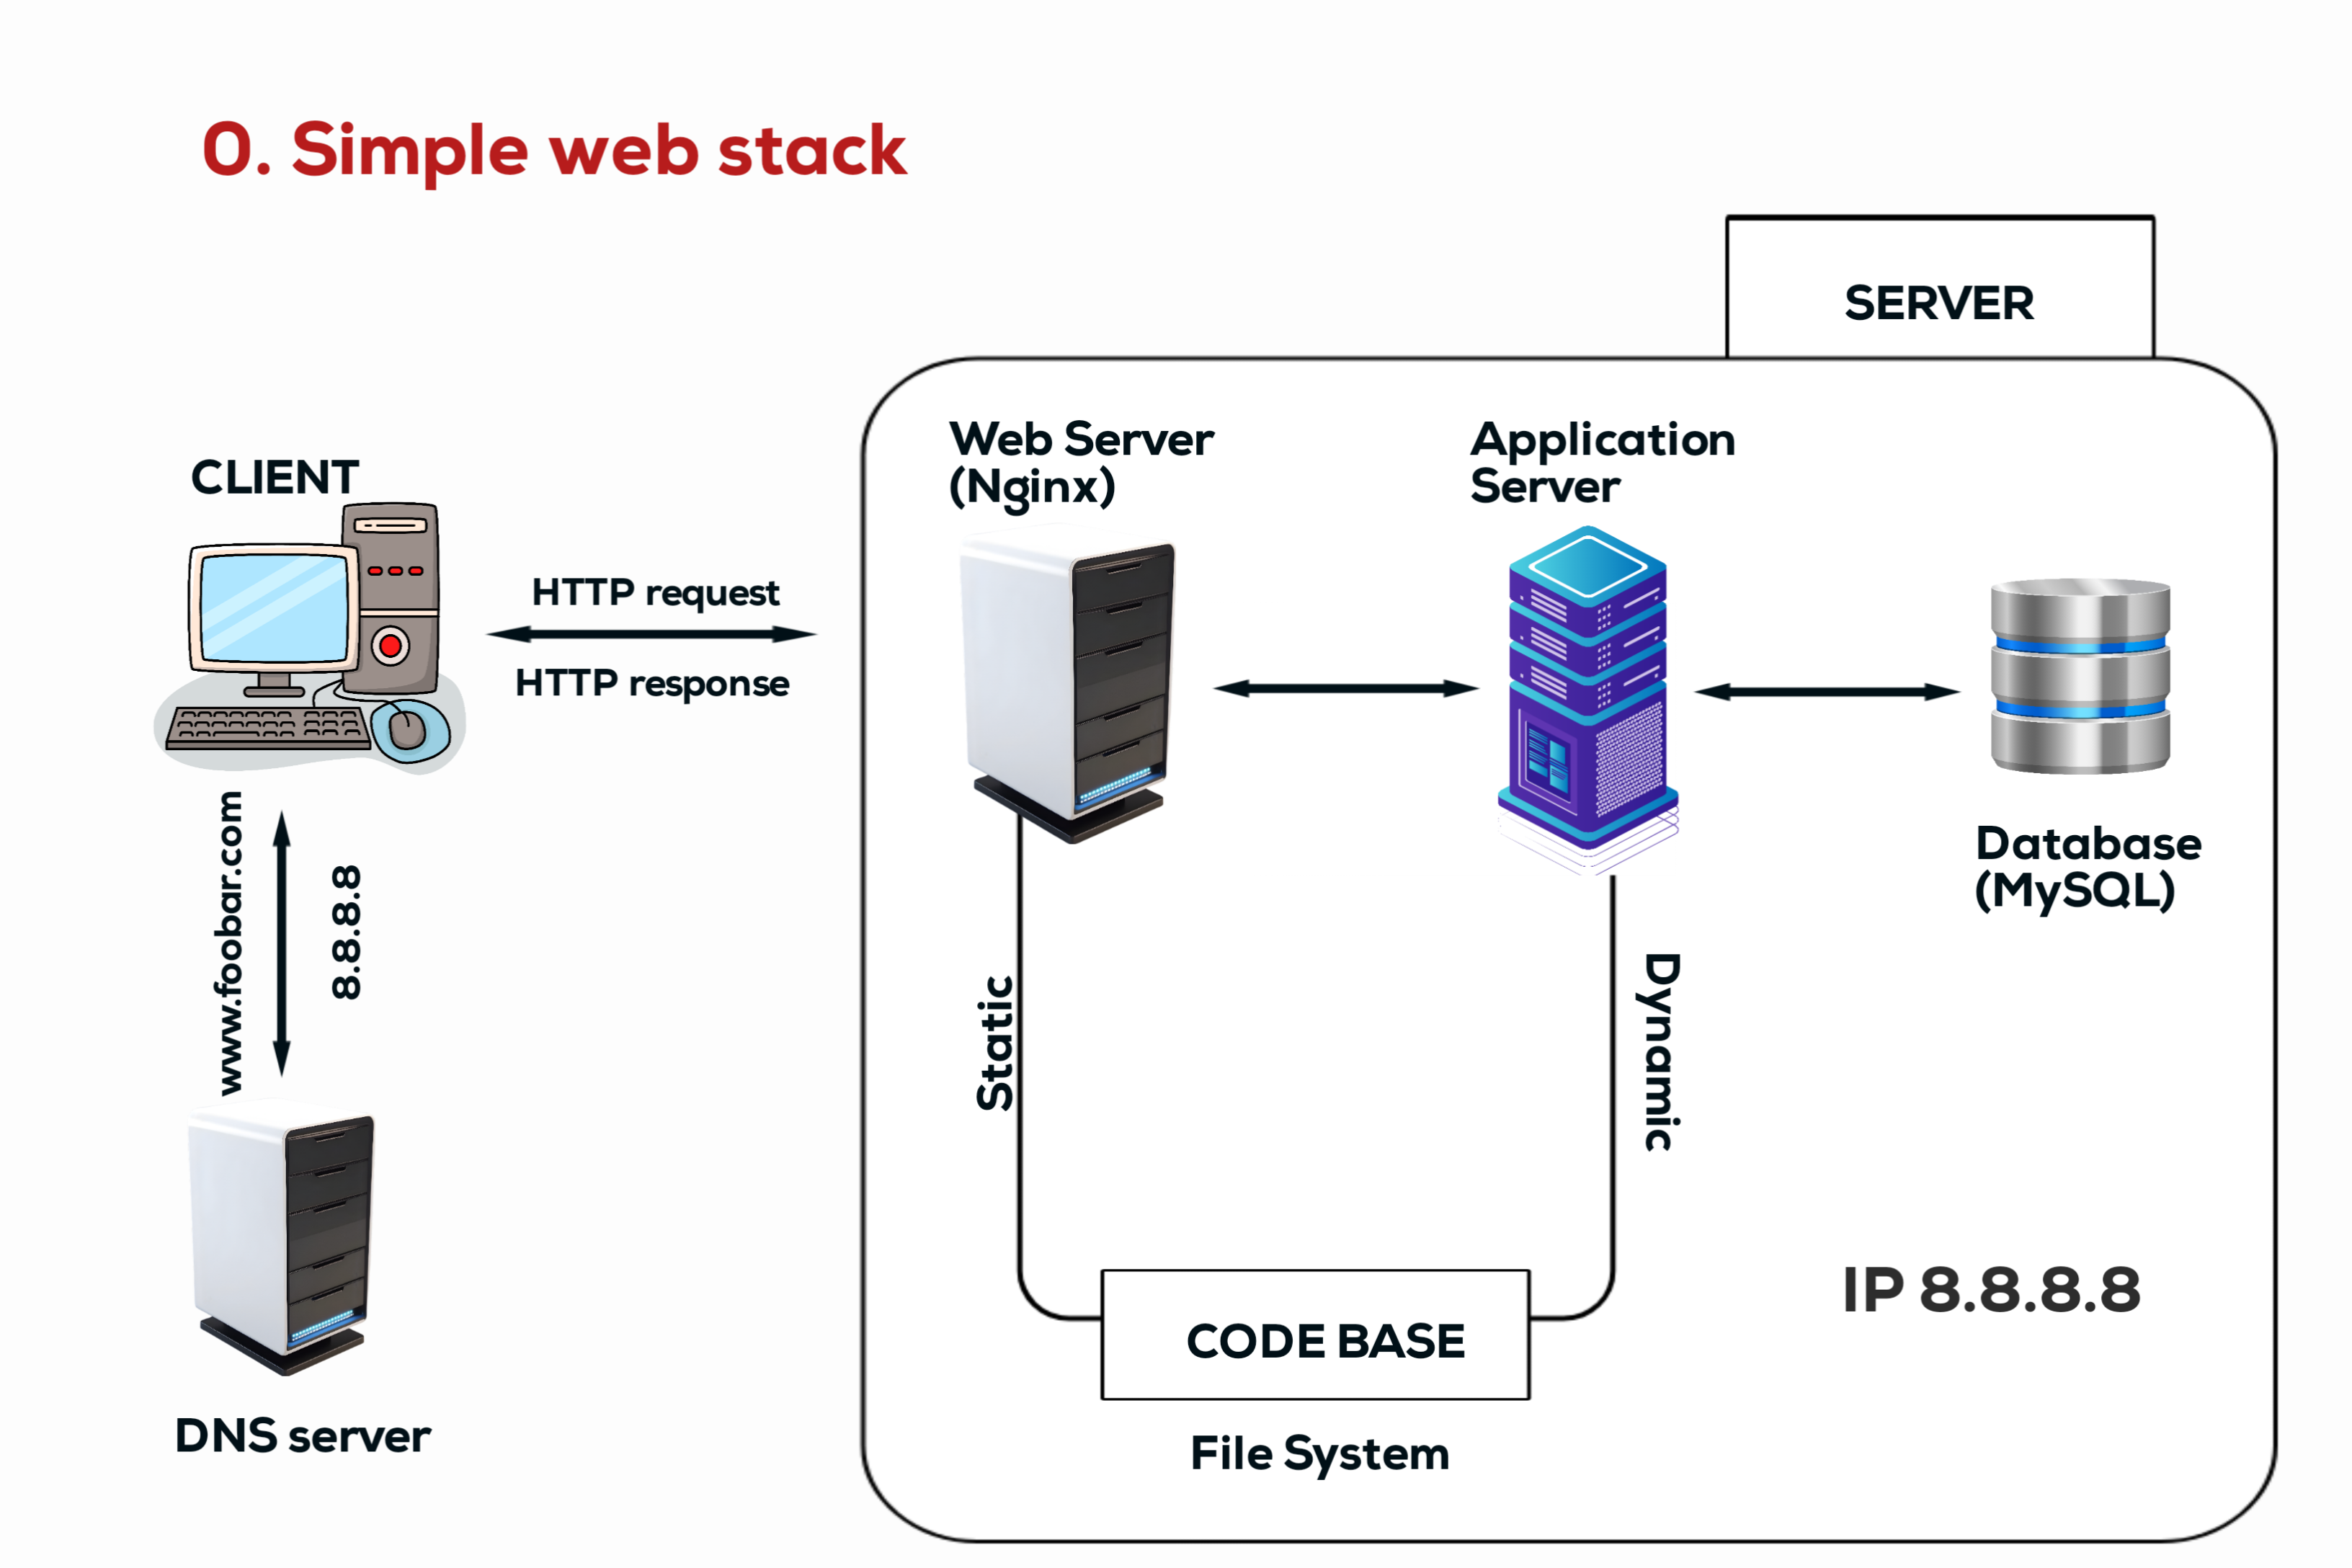 0. Simple web stack
SERVER
CLIENT
HTTP request
HTTP response
www.foobar.com
8.8.8.8
DNS server
Web Server
(Nginx)
Application
Server
Database
(MySQL)
Static
Dynamic
CODE BASE
File System
IP 8.8.8.8